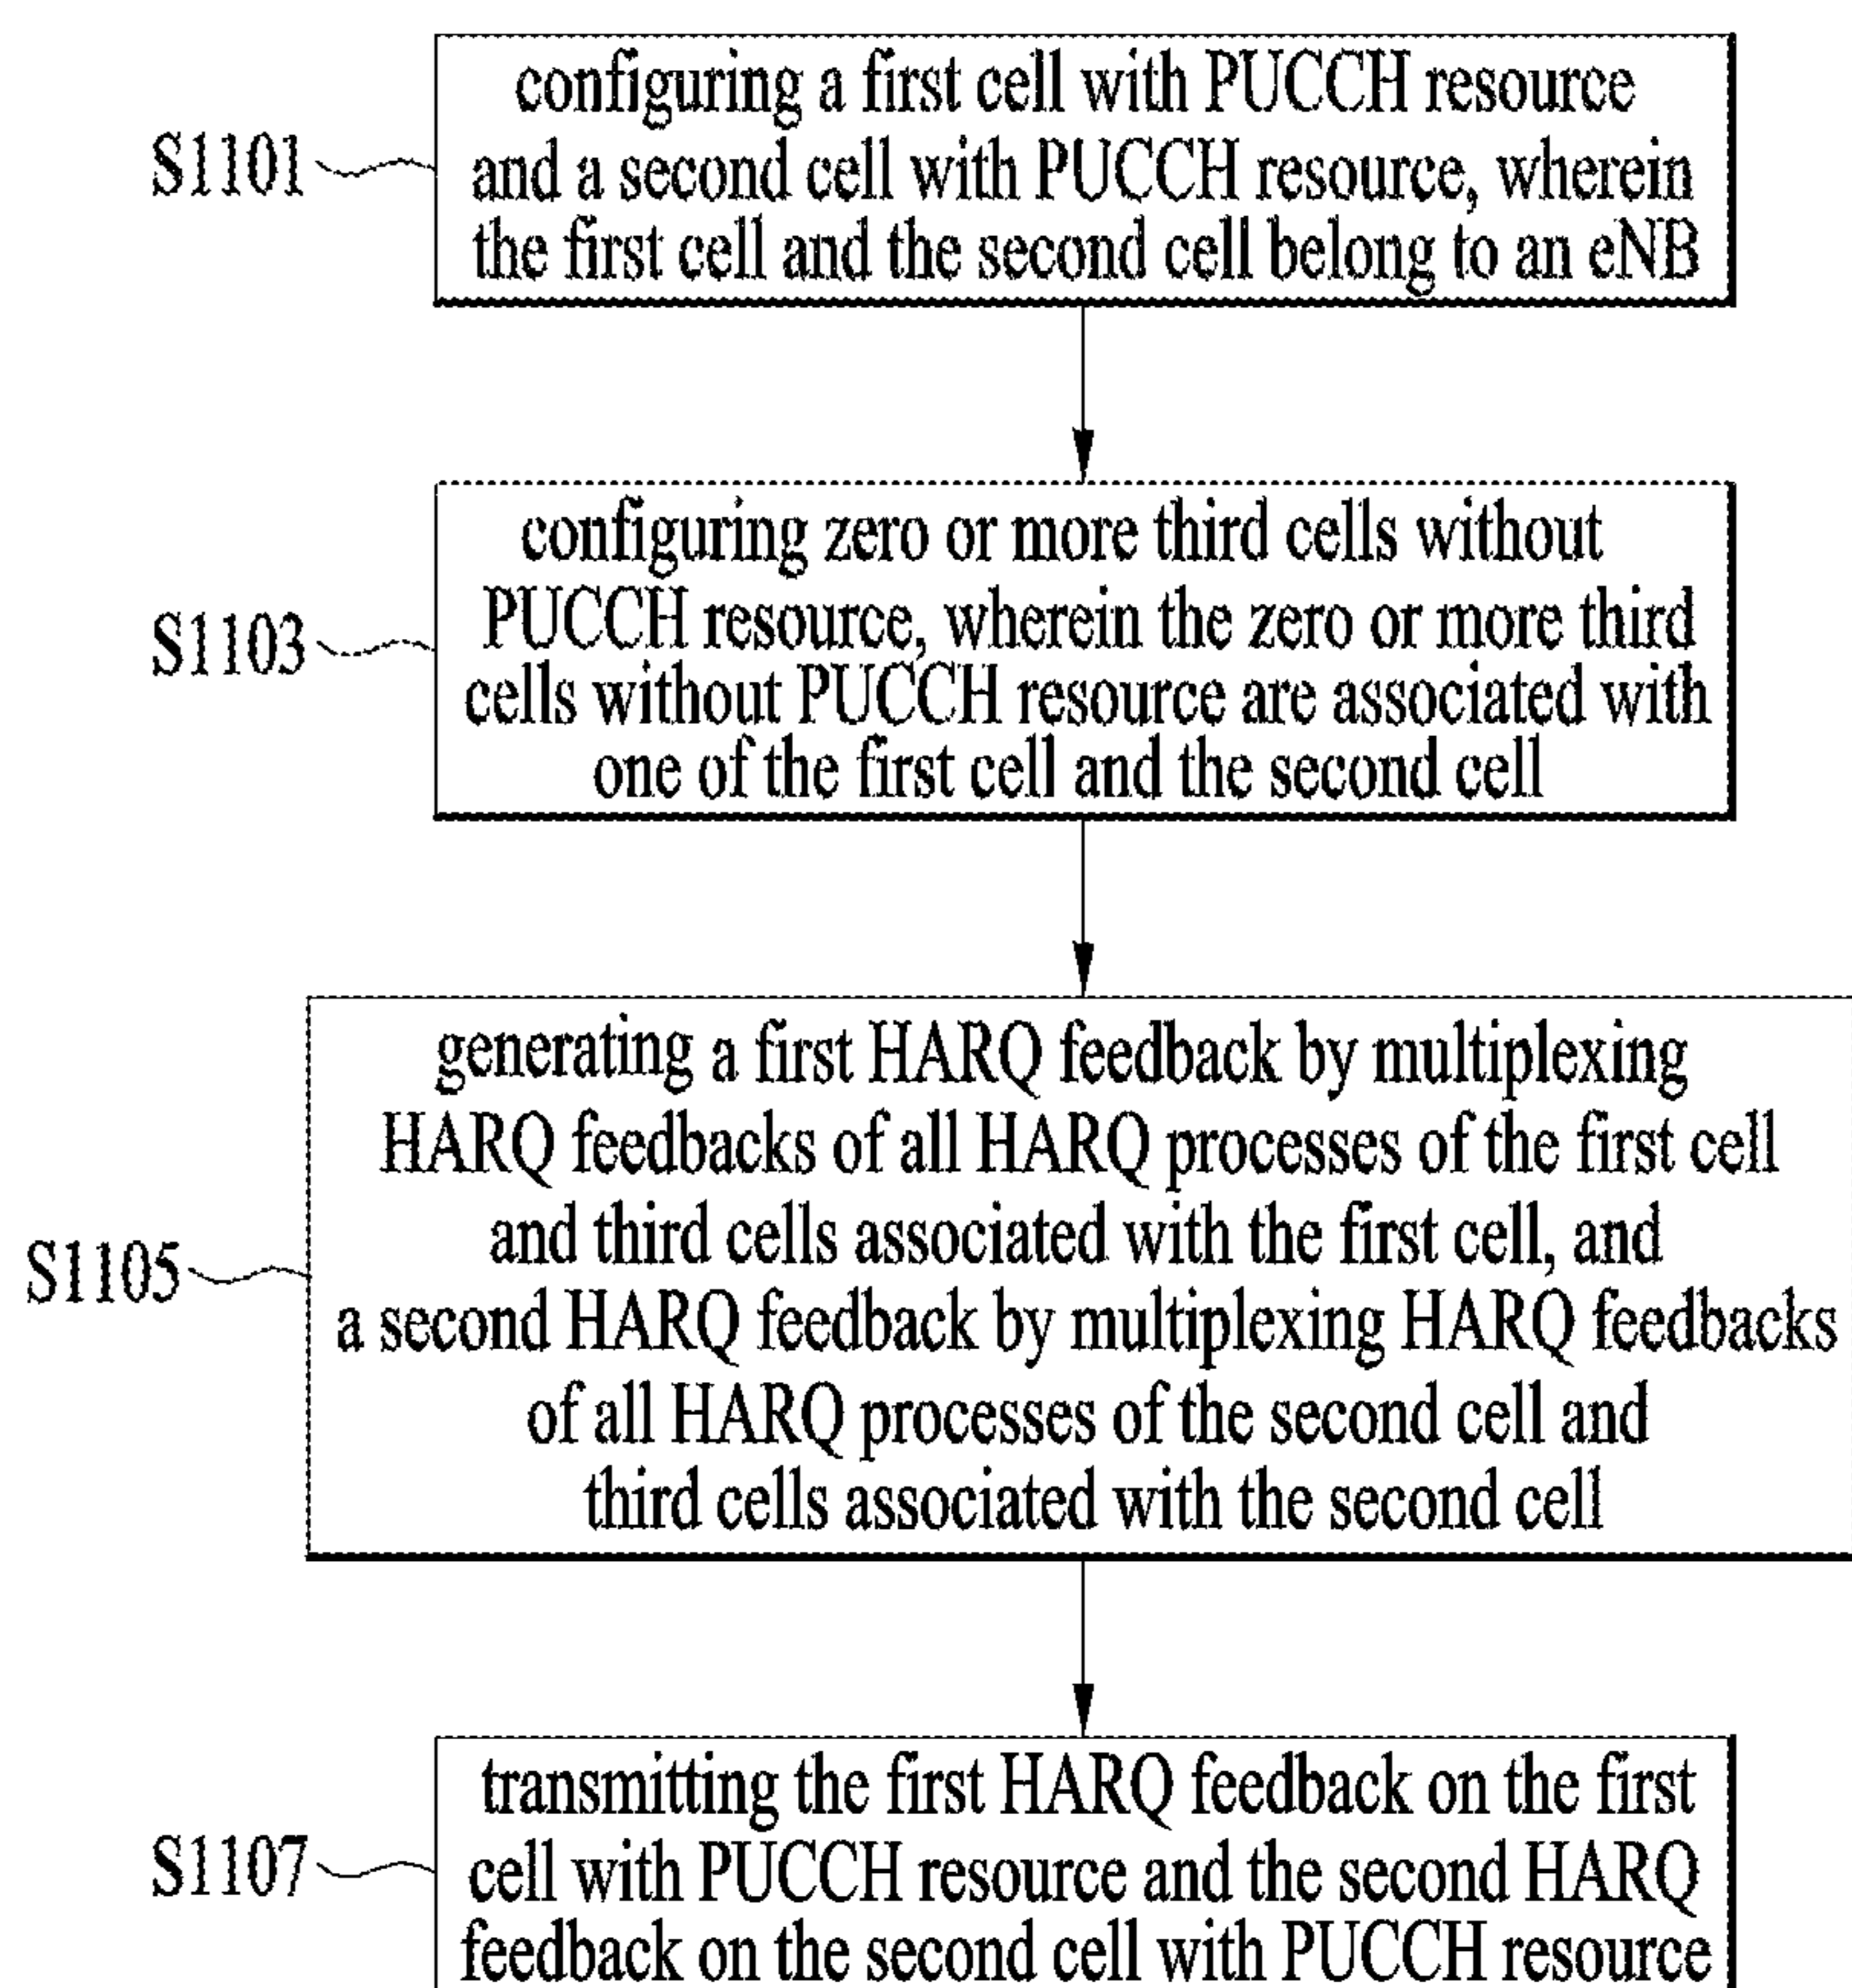 configuring a first cell with PUCCH resource
S1101
and a second cell with PUCCH resource, wherein
the first cell and the second cell belong to an eNB
configuring zero or more third cells without
S1103
PUCCH resource, wherein the zero or more third
cells without PUCCH resource are associated with
one of the first cell and the second cell
generating a first HARQ feedback by multiplexing
HARQ feedbacks of all HARQ processes of the first cell
and third cells associated with the first cell, and
S1105
a second HARQ feedback by multiplexing HARQ feedbacks
of all HARQ processes of the second cell and
third cells associated with the second cell
transmitting the first HARQ feedback on the first
S1107
cell with PUCCH resource and the second HARQ
feedback on the second cell with PUCCH resource